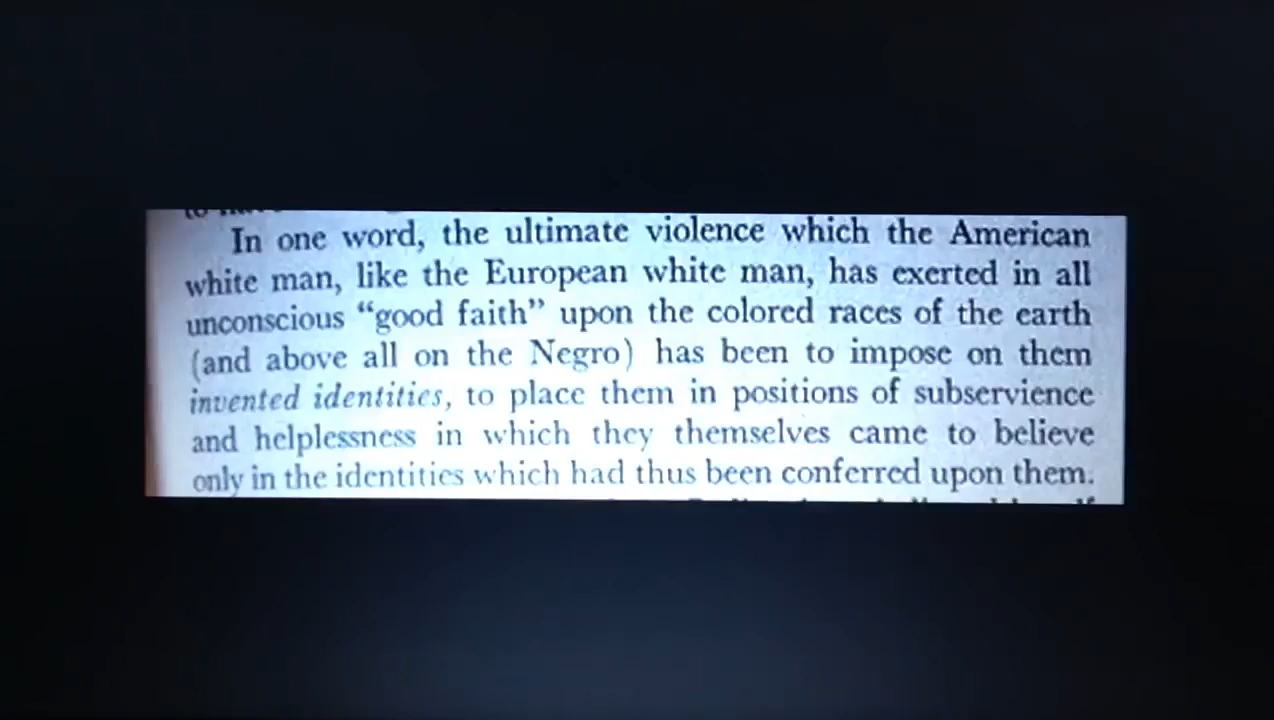 In one word, the ultimate violence which the American
white man, like the European white man, has exerted in all
unconscious “good faith” upon the colored races of the earth
(and above all on the Negro) has been to impose on them
invented identities, to place them in positions of subservience
and helplessness in which they themselves came to believe
only in the identities which had thus been conferred upon them.